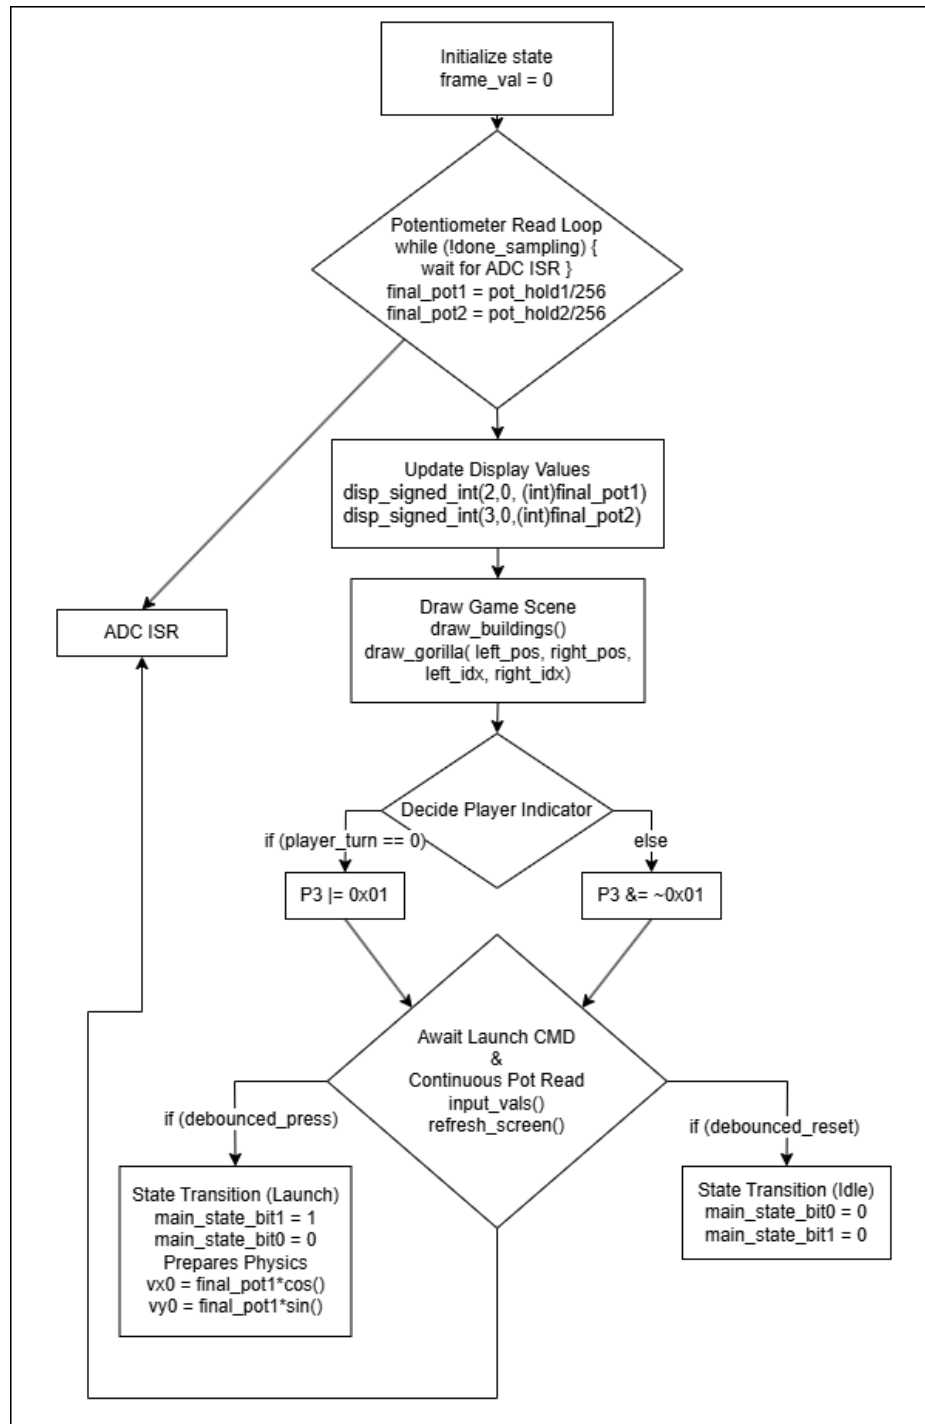 Initialize state
frame_val = 0
Potentiometer Read Loop
while (!done_sampling) {
wait for ADC ISR }
final_pot1 = pot_hold1/256
final_pot2 = pot_hold2/256
Update Display Values
disp_signed_int(2,0, (int)final_pot1)
disp_signed_int(3,0,(int)final_pot2)
ADC ISR
Draw Game Scene
draw_buildings()
draw_gorilla( left_pos, right_pos,
left_idx, right_idx)
Decide Player Indicator
if (player_turn == 0)
else
P3 |= 0x01
P3 &= ~0x01
Await Launch CMD
&
Continuous Pot Read
input_vals()
refresh_screen()
if (debounced_press)
if (debounced_reset)
State Transition (Launch)
main_state_bit1 = 1
main_state_bit0 = 0
Prepares Physics
vx0 = final_pot1*cos()
vy0 = final_pot1*sin()
State Transition (Idle)
main_state_bit0 = 0
main_state_bit1 = 0